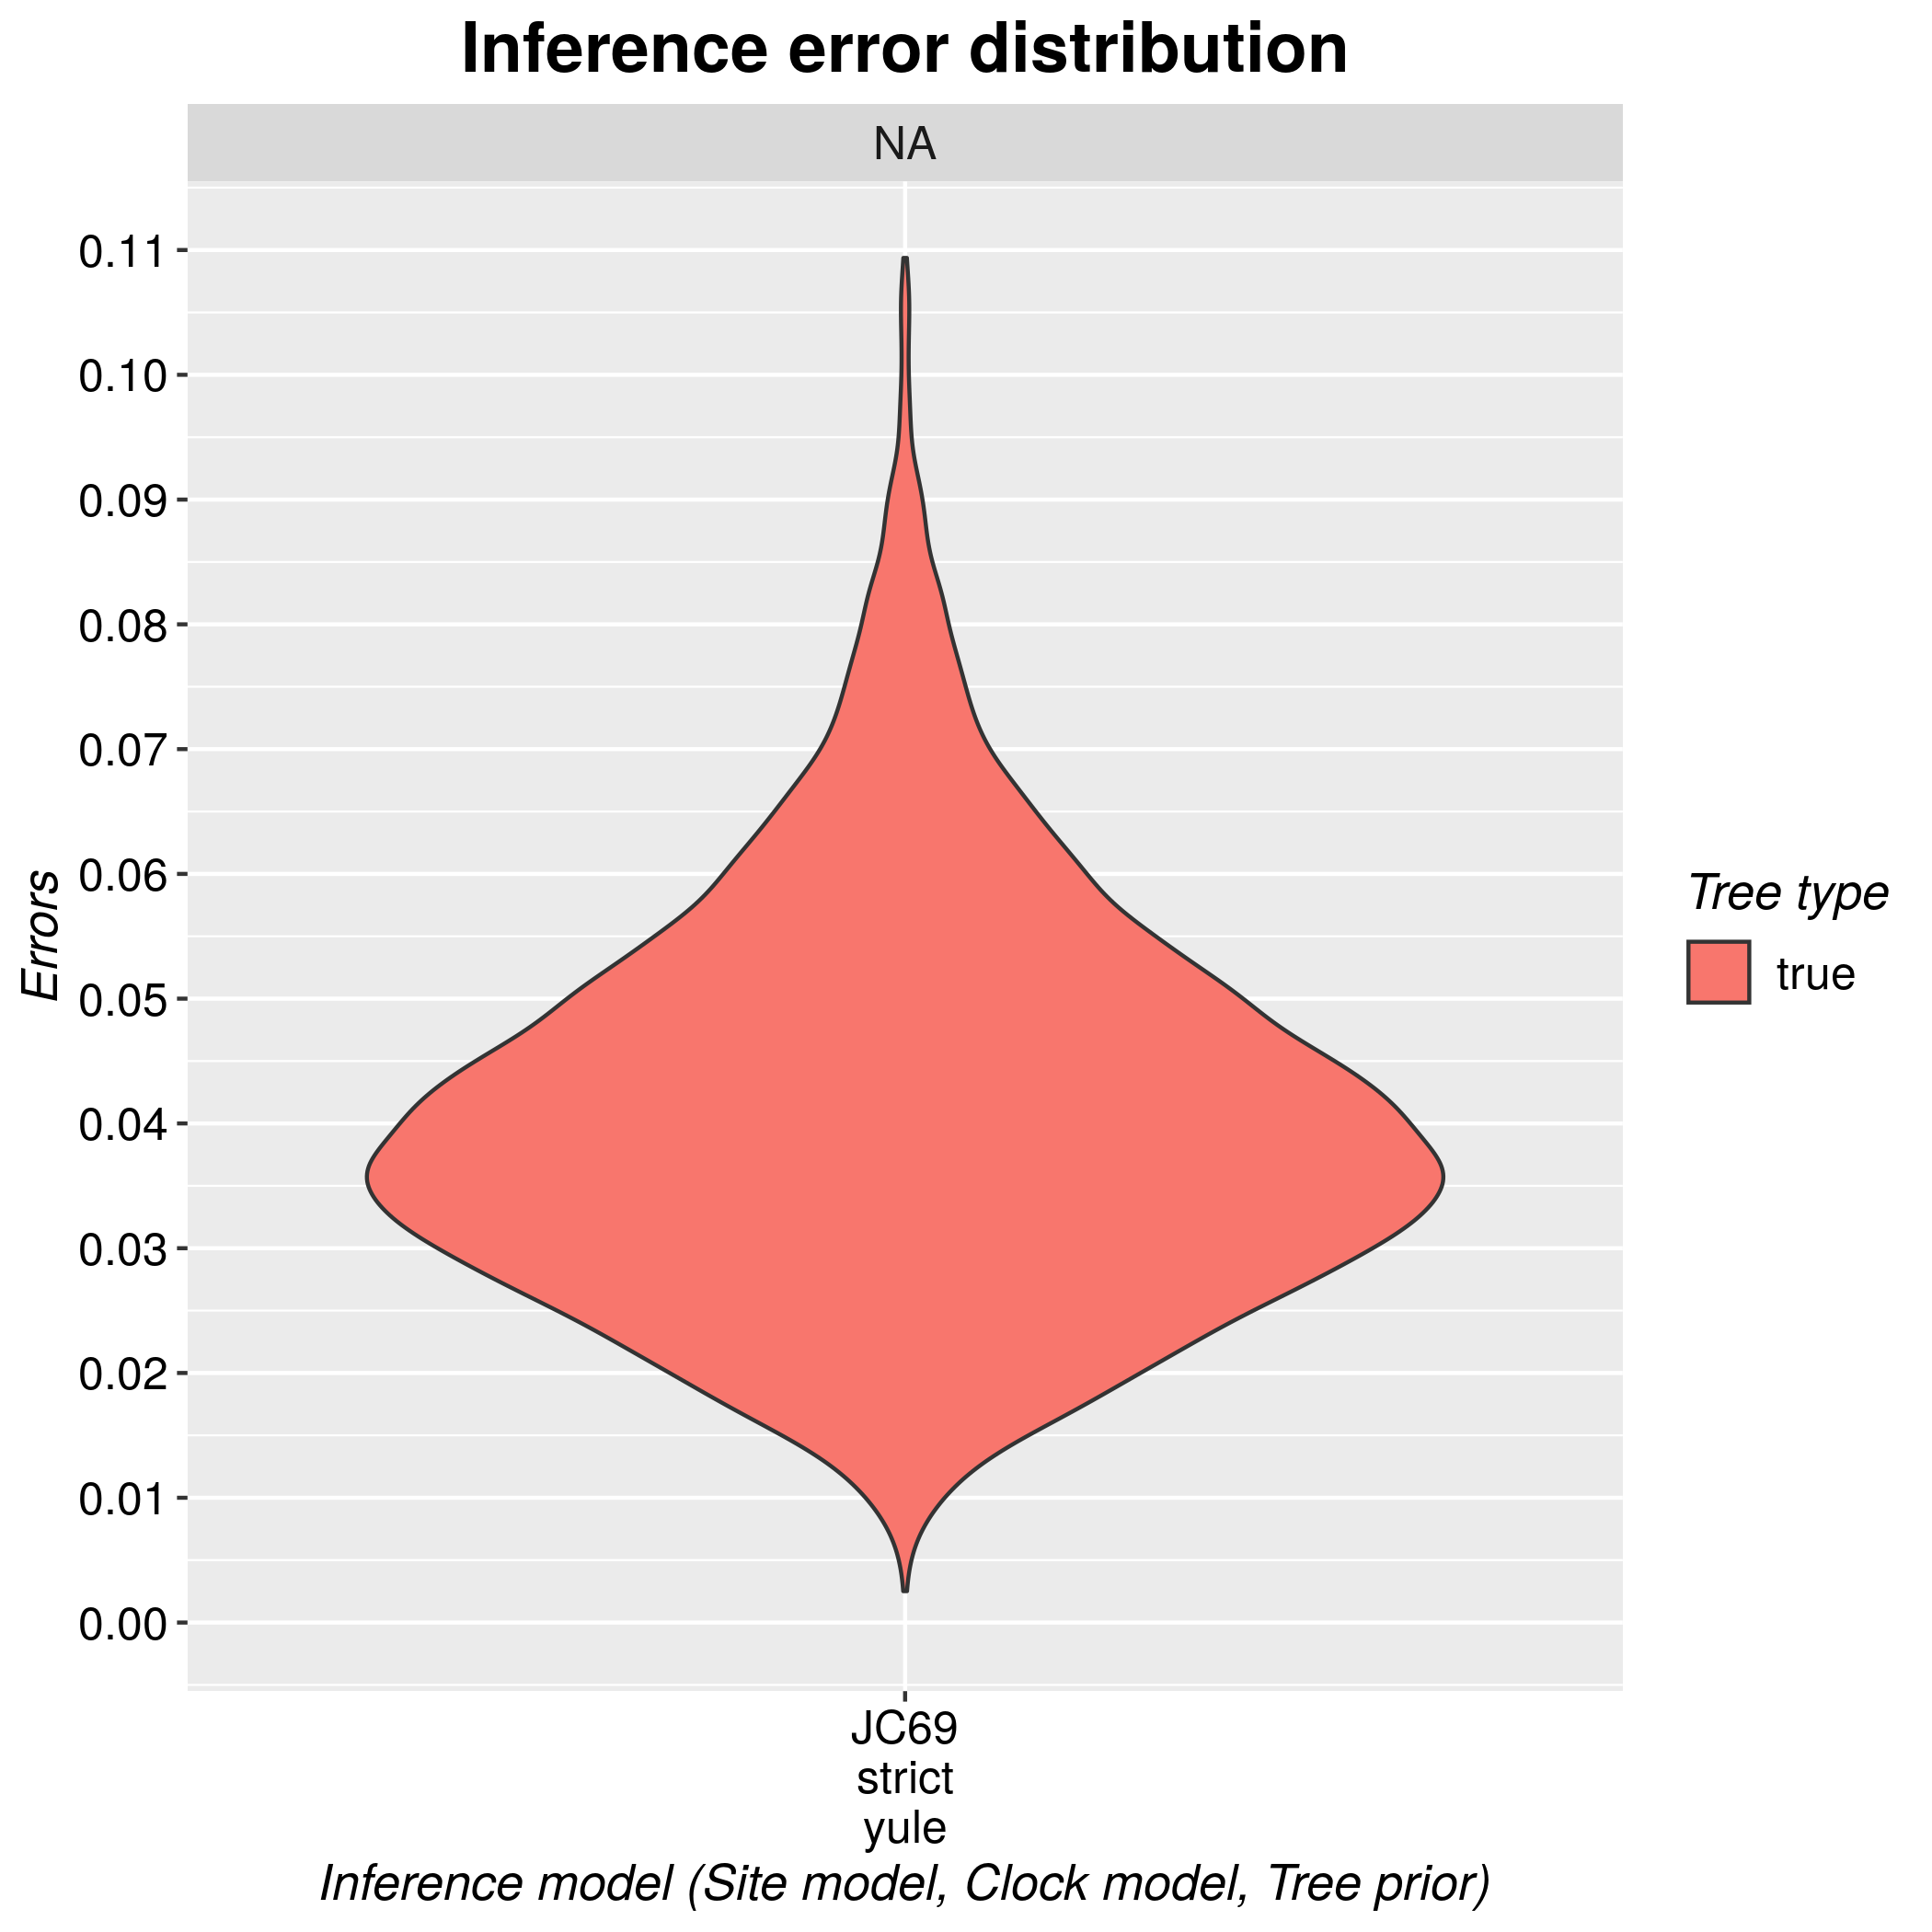 Inference error distribution
NA
0.11
0.10
0.09
0.08
0.07
0.06
0.05
0.04
0.03
0.02
0.01
0.00
Errors
JC69
strict
yule
Inference model (Site model, Clock model, Tree prior)
Tree type
true